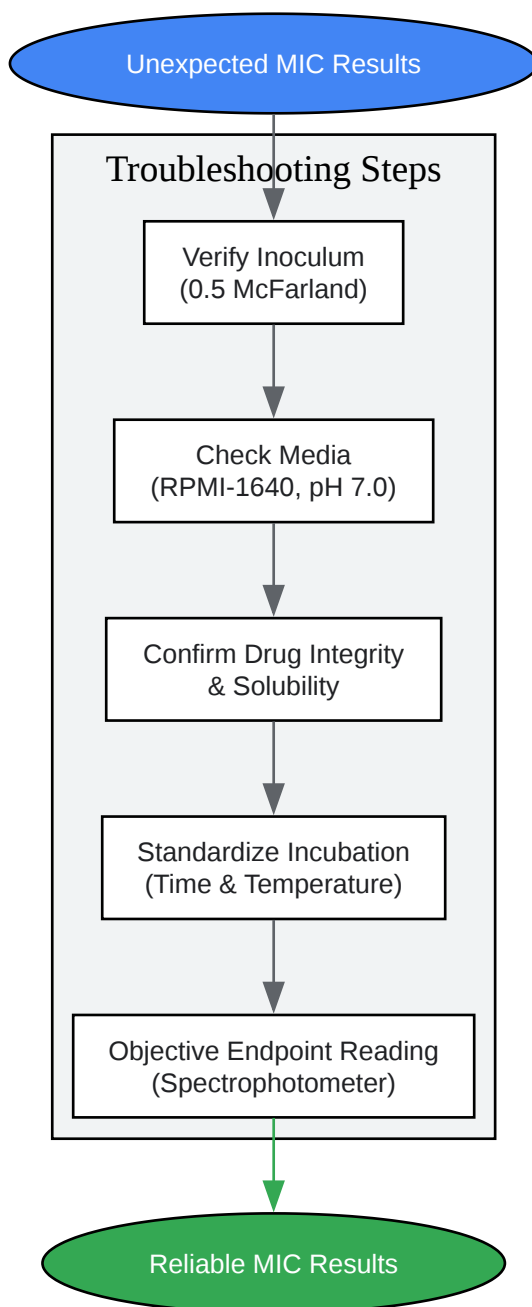 Unexpected MIC Results
Troubleshooting Steps
Verify Inoculum
(0.5 McFarland)
Check Media
(RPMI-1640, pH 7.0)
Confirm Drug Integrity
& Solubility
Standardize Incubation
(Time & Temperature)
Objective Endpoint Reading
(Spectrophotometer)
Reliable MIC Results